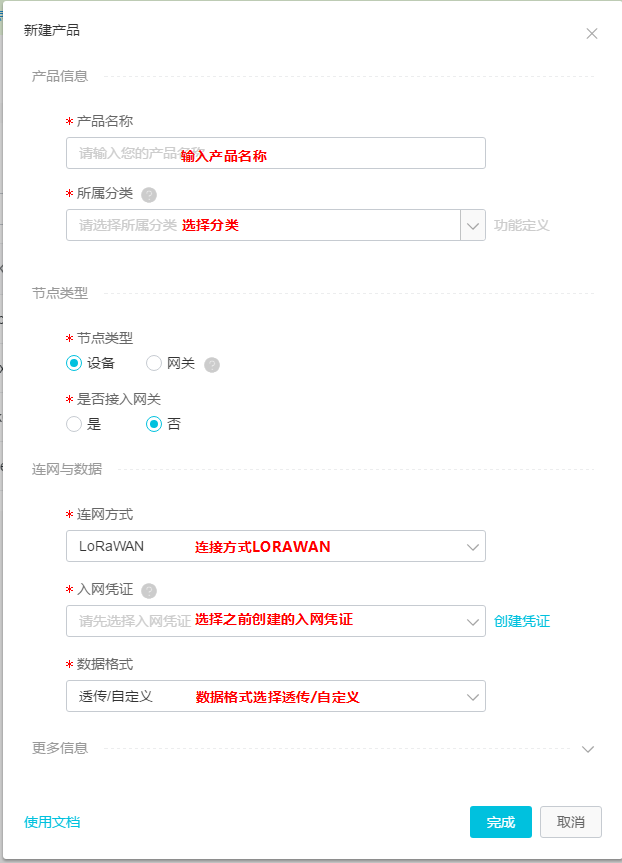 新建产品
产品信息
* 产品名称
请输入您的产品名称 输入产品名称
* 所属分类 ?
请选择所属分类 选择分类 功能定义
节点类型
* 节点类型
设备 网关 ?
* 是否接入网关
是 否
连网与数据
* 连网方式
LoRaWAN 连接方式LORAWAN
* 入网凭证 ?
请先选择入网凭证 选择之前创建的入网凭证 创建凭证
* 数据格式
透传/自定义 数据格式选择透传/自定义
更多信息
使用文档 完成 取消